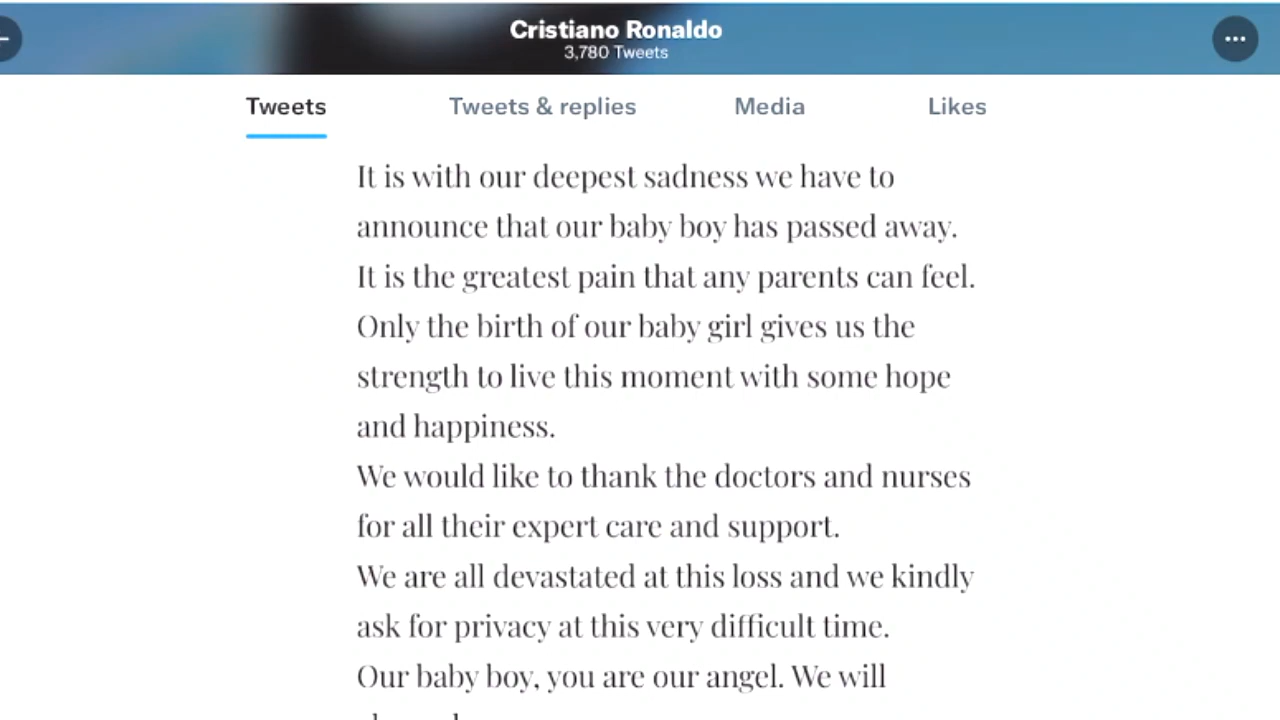 Cristiano Ronaldo
3,780 Tweets
Tweets Tweets & replies Media Likes
It is with our deepest sadness we have to
announce that our baby boy has passed away.
It is the greatest pain that any parents can feel.
Only the birth of our baby girl gives us the
strength to live this moment with some hope
and happiness.
We would like to thank the doctors and nurses
for all their expert care and support.
We are all devastated at this loss and we kindly
ask for privacy at this very difficult time.
Our baby boy, you are our angel. We will